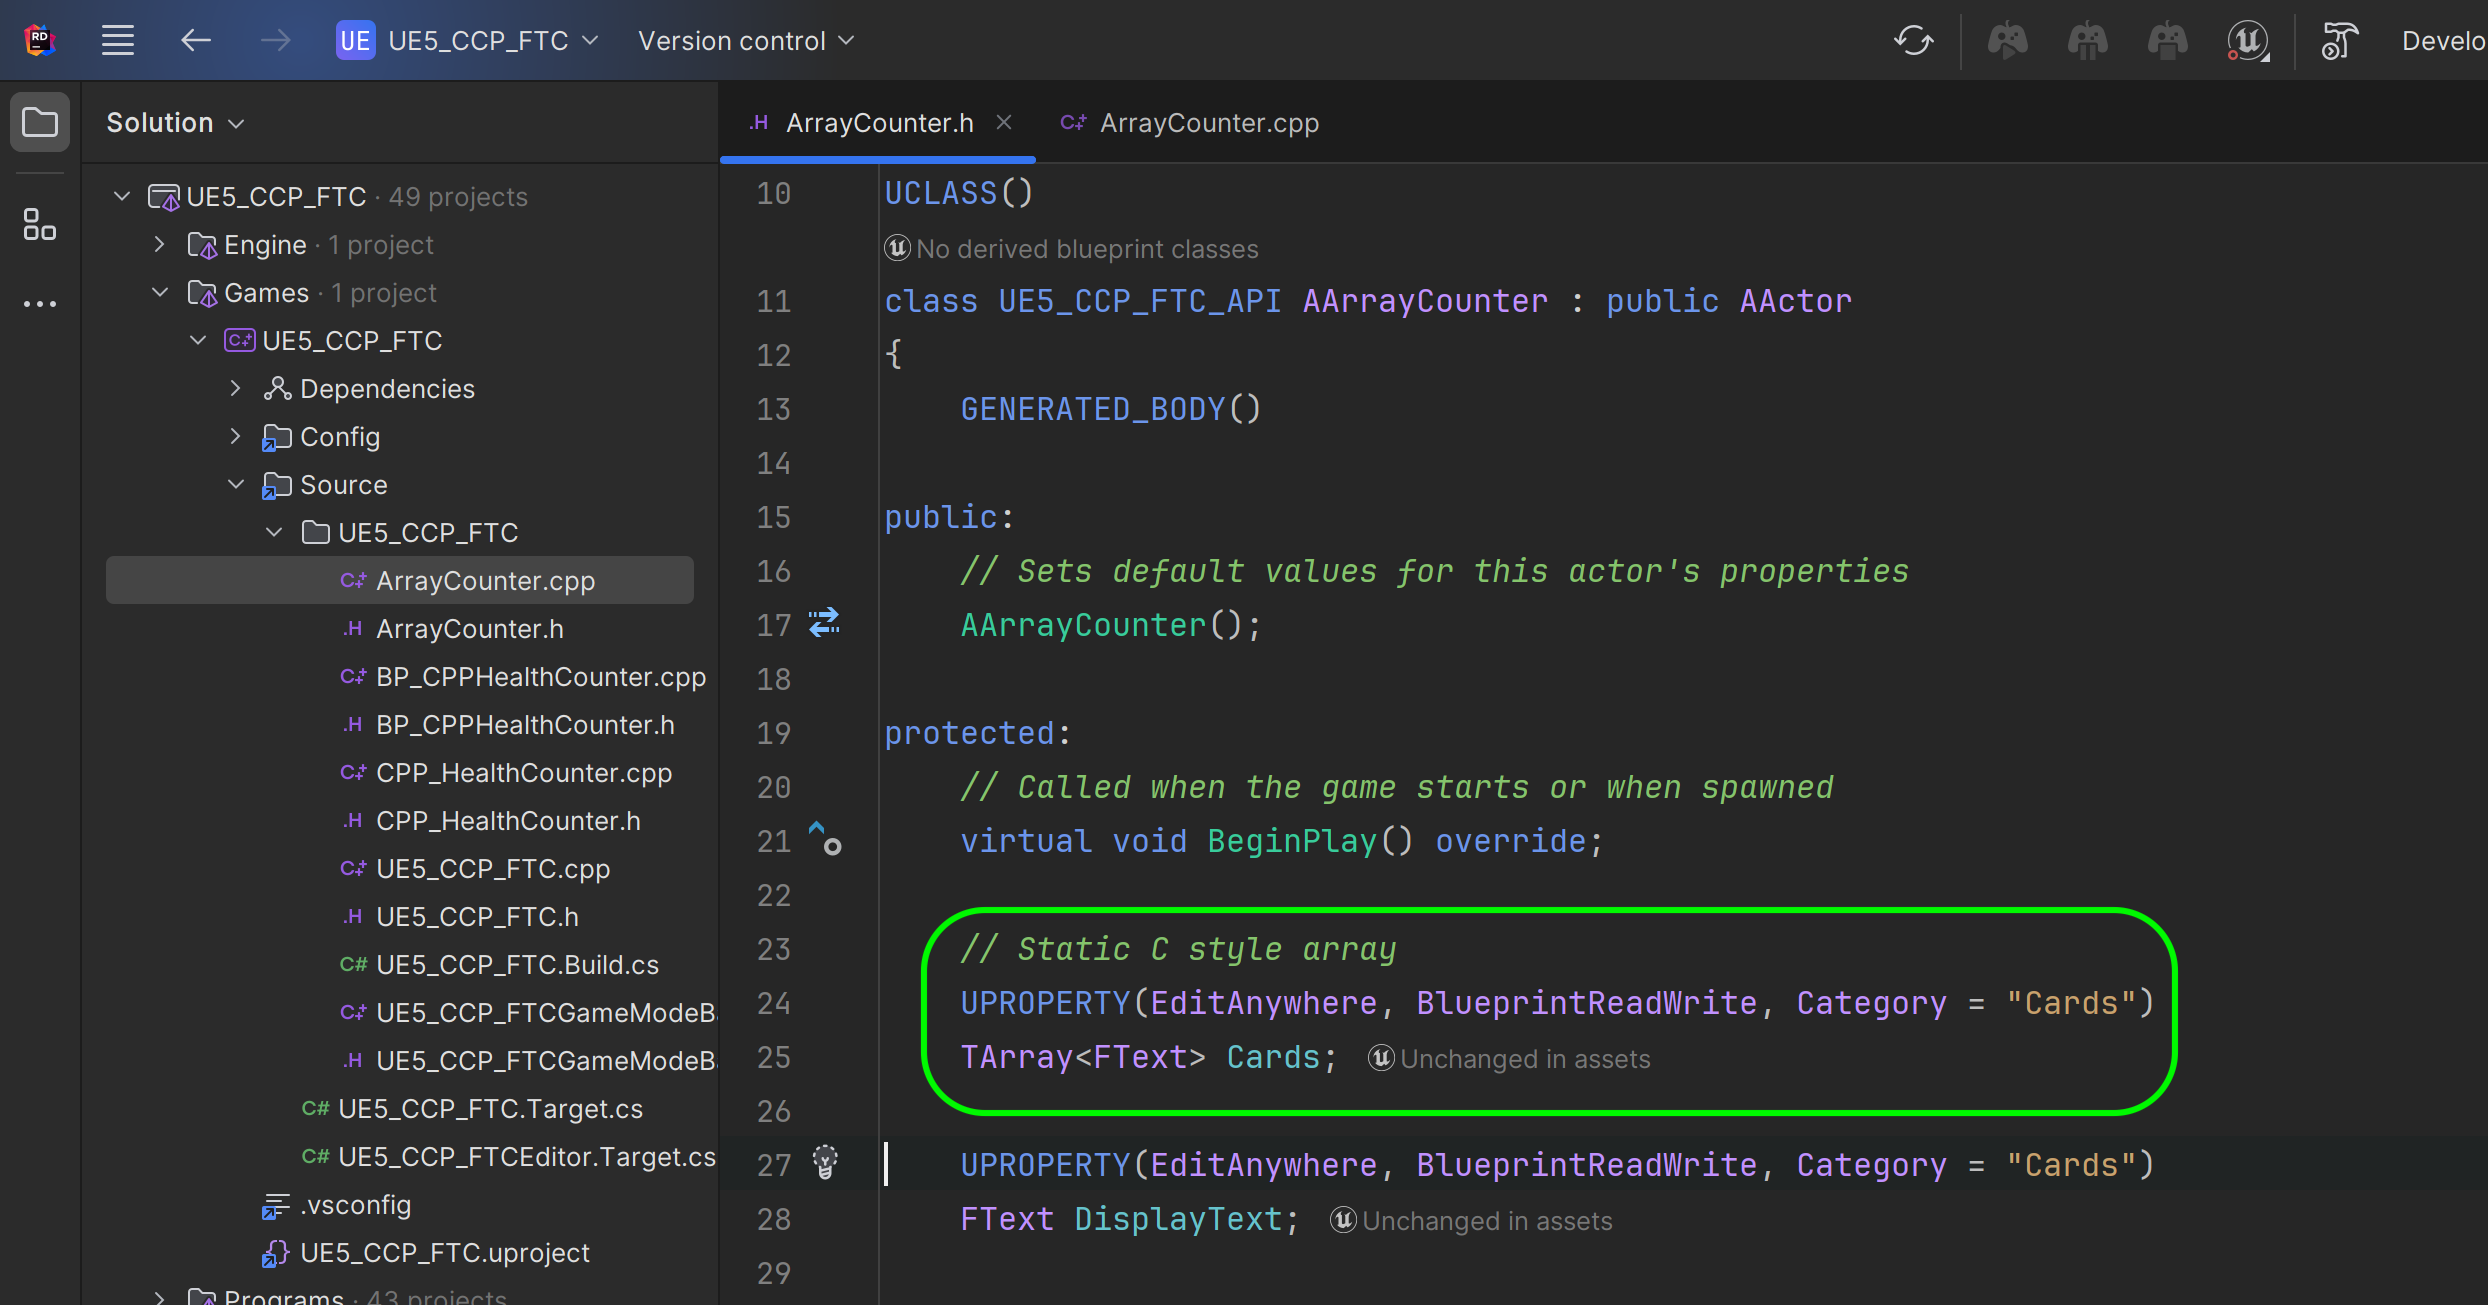 RD
UE UE5_CCP_FTC Version control
Develo
Solution
ArrayCounter.h ArrayCounter.cpp
UE5_CCP_FTC · 49 projects
Engine · 1 project
Games · 1 project
UE5_CCP_FTC
Dependencies
Config
Source
UE5_CCP_FTC
ArrayCounter.cpp
ArrayCounter.h
BP_CPPHealthCounter.cpp
BP_CPPHealthCounter.h
CPP_HealthCounter.cpp
CPP_HealthCounter.h
UE5_CCP_FTC.cpp
UE5_CCP_FTC.h
UE5_CCP_FTC.Build.cs
UE5_CCP_FTCGameModeBa
UE5_CCP_FTCGameModeBa
UE5_CCP_FTC.Target.cs
UE5_CCP_FTCEditor.Target.cs
.vsconfig
UE5_CCP_FTC.uproject
Programs · 43 projects
10 UCLASS()
No derived blueprint classes
11 class UE5_CCP_FTC_API AArrayCounter : public AActor
12 {
13 GENERATED_BODY()
14
15 public:
16 // Sets default values for this actor's properties
17 AArrayCounter();
18
19 protected:
20 // Called when the game starts or when spawned
21 virtual void BeginPlay() override;
22
23 // Static C style array
24 UPROPERTY(EditAnywhere, BlueprintReadWrite, Category = "Cards")
25 TArray<FText> Cards; Unchanged in assets
26
27 UPROPERTY(EditAnywhere, BlueprintReadWrite, Category = "Cards")
28 FText DisplayText; Unchanged in assets
29